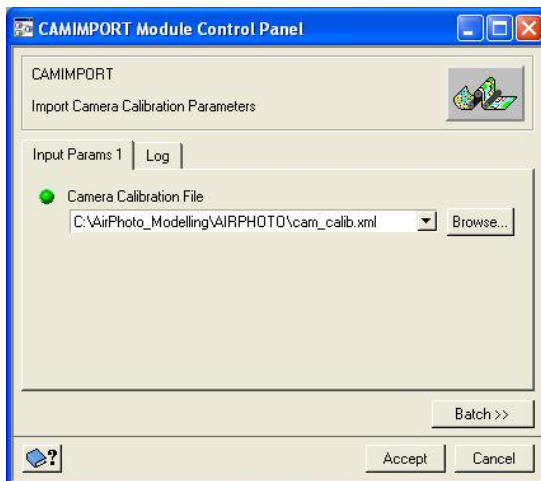 CAMIMPORT Module Control Panel
CAMIMPORT
Import Camera Calibration Parameters
Input Params 1
Log
Camera Calibration File
C:\AirPhoto_Modelling\AIRPHOTO\cam_calib.xml
Browse...
Batch >>
?
Accept
Cancel